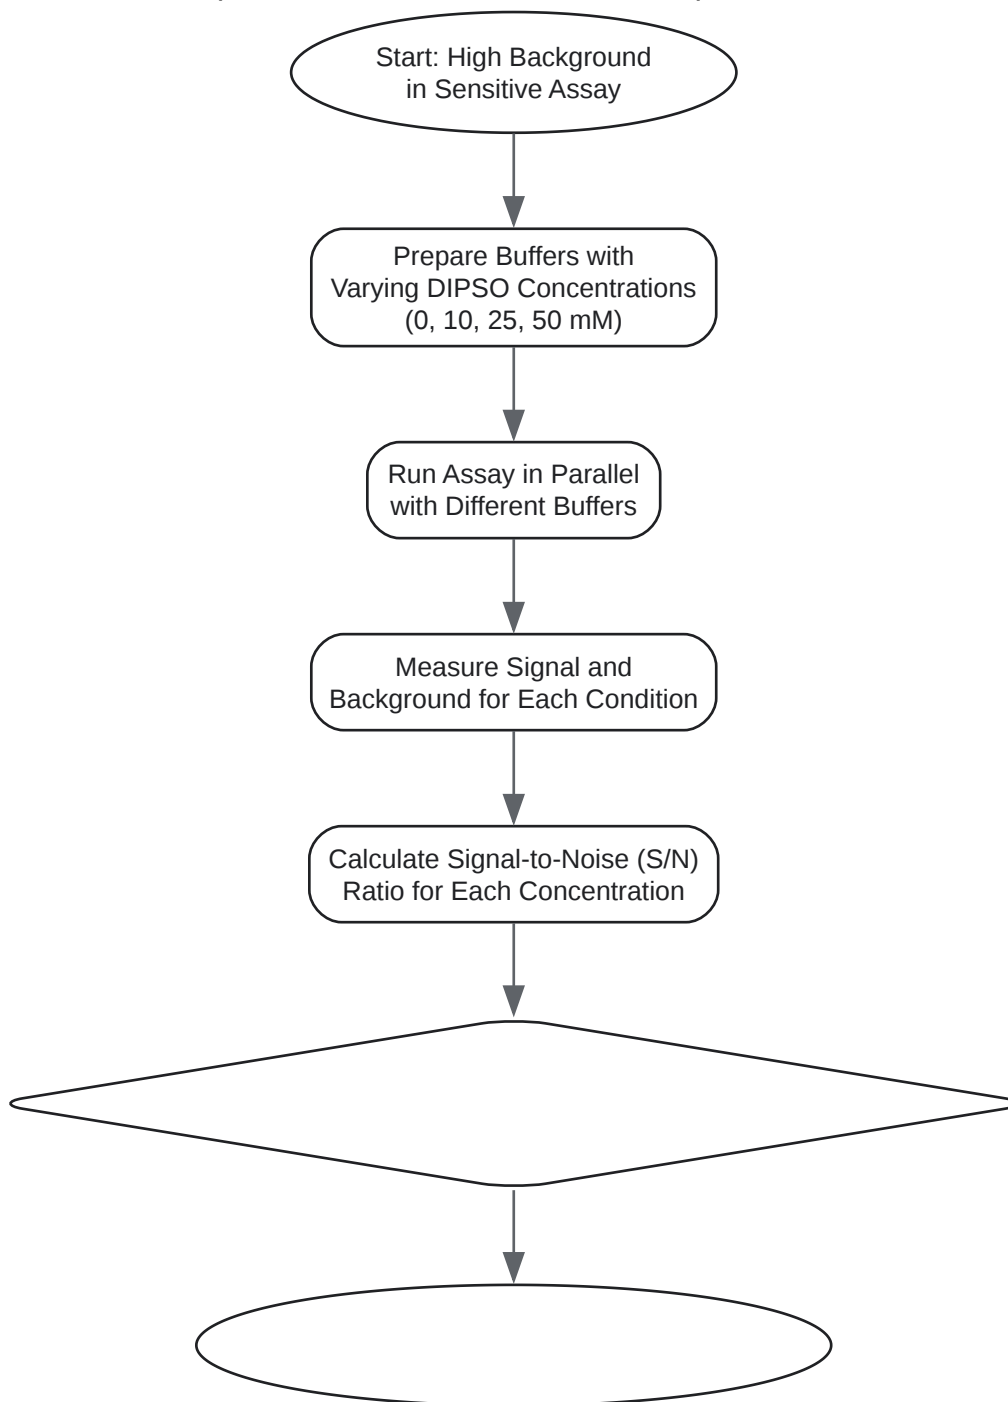 Start: High Background
in Sensitive Assay
Prepare Buffers with
Varying DIPSO Concentrations
(0, 10, 25, 50 mM)
Run Assay in Parallel
with Different Buffers
Measure Signal and
Background for Each Condition
Calculate Signal-to-Noise (S/N)
Ratio for Each Concentration